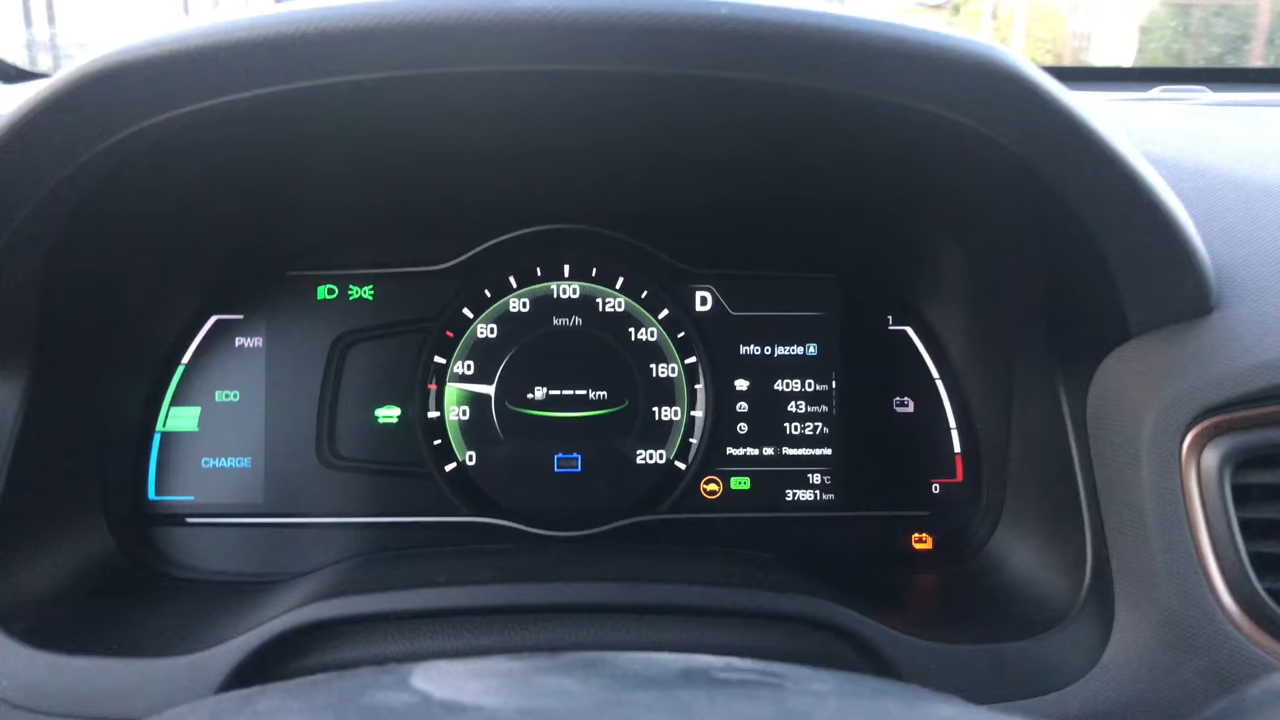 PWR
ECO
CHARGE
0
20
40
60
80
100
120
140
160
180
200
km/h
---km
D
Info o jazde A
409.0 km
43 km/h
10:27 h
Podržte OK : Resetovanie
ECO
18 °C
37661 km
1
0